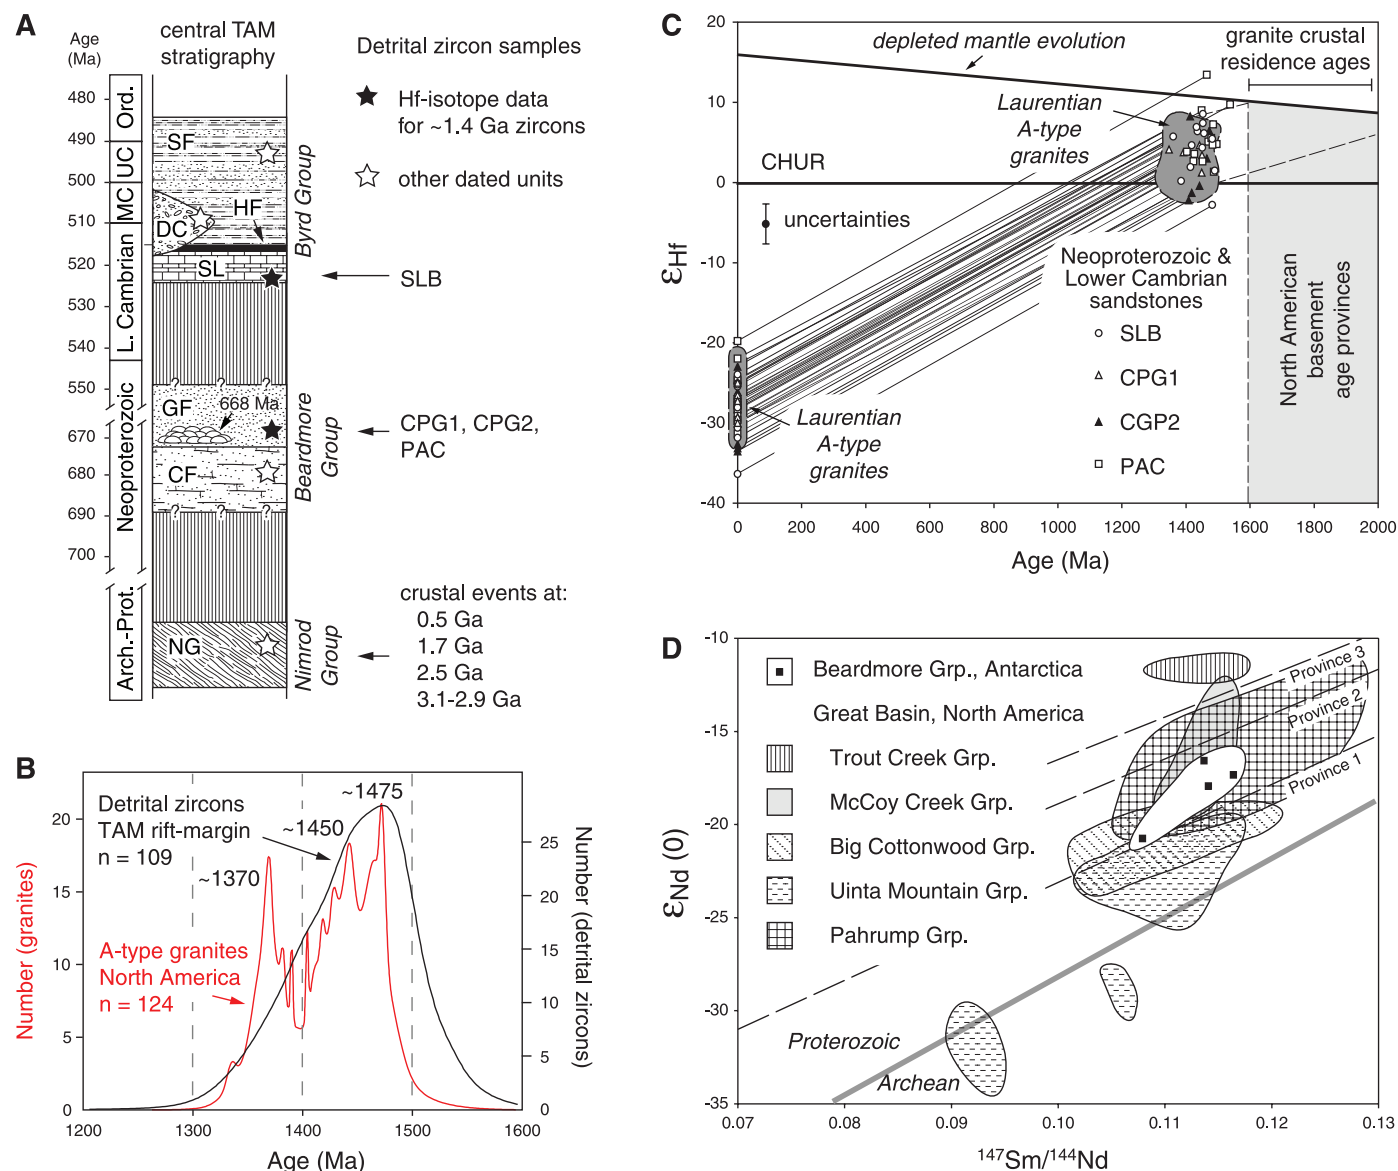 A
Age
(Ma)
central TAM
stratigraphy
Detrital zircon samples
Hf-isotope data
for ~1.4 Ga zircons
other dated units
480
490
500
510
520
530
540
550
670
680
690
700
Ord.
UC
MC
L. Cambrian
Neoproterozoic
Arch.-Prot.
SF
DC
HF
SL
? ? ?
GF
668 Ma
CF
? ? ?
NG
Byrd Group
Beardmore
Group
Nimrod
Group
SLB
CPG1, CPG2,
PAC
crustal events at:
0.5 Ga
1.7 Ga
2.5 Ga
3.1-2.9 Ga
B
Number (granites)
20
15
10
5
0
Detrital zircons
TAM rift-margin
n = 109
~1475
~1450
~1370
A-type granites
North America
n = 124
25
20
15
10
5
0
Number (detrital zircons)
1200 1300 1400 1500 1600
Age (Ma)
C
εHf
20
10
0
-10
-20
-30
-40
depleted mantle evolution
granite crustal
residence ages
Laurentian
A-type
granites
CHUR
uncertainties
Neoproterozoic &
Lower Cambrian
sandstones
SLB
CPG1
CGP2
PAC
Laurentian
A-type
granites
North American
basement
age provinces
0 200 400 600 800 1000 1200 1400 1600 1800 2000
Age (Ma)
D
εNd (0)
-10
-15
-20
-25
-30
-35
Beardmore Grp., Antarctica
Great Basin, North America
Trout Creek Grp.
McCoy Creek Grp.
Big Cottonwood Grp.
Uinta Mountain Grp.
Pahrump Grp.
Province 3
Province 2
Province 1
Proterozoic
Archean
0.07 0.08 0.09 0.10 0.11 0.12 0.13
¹⁴⁷Sm/¹⁴⁴Nd